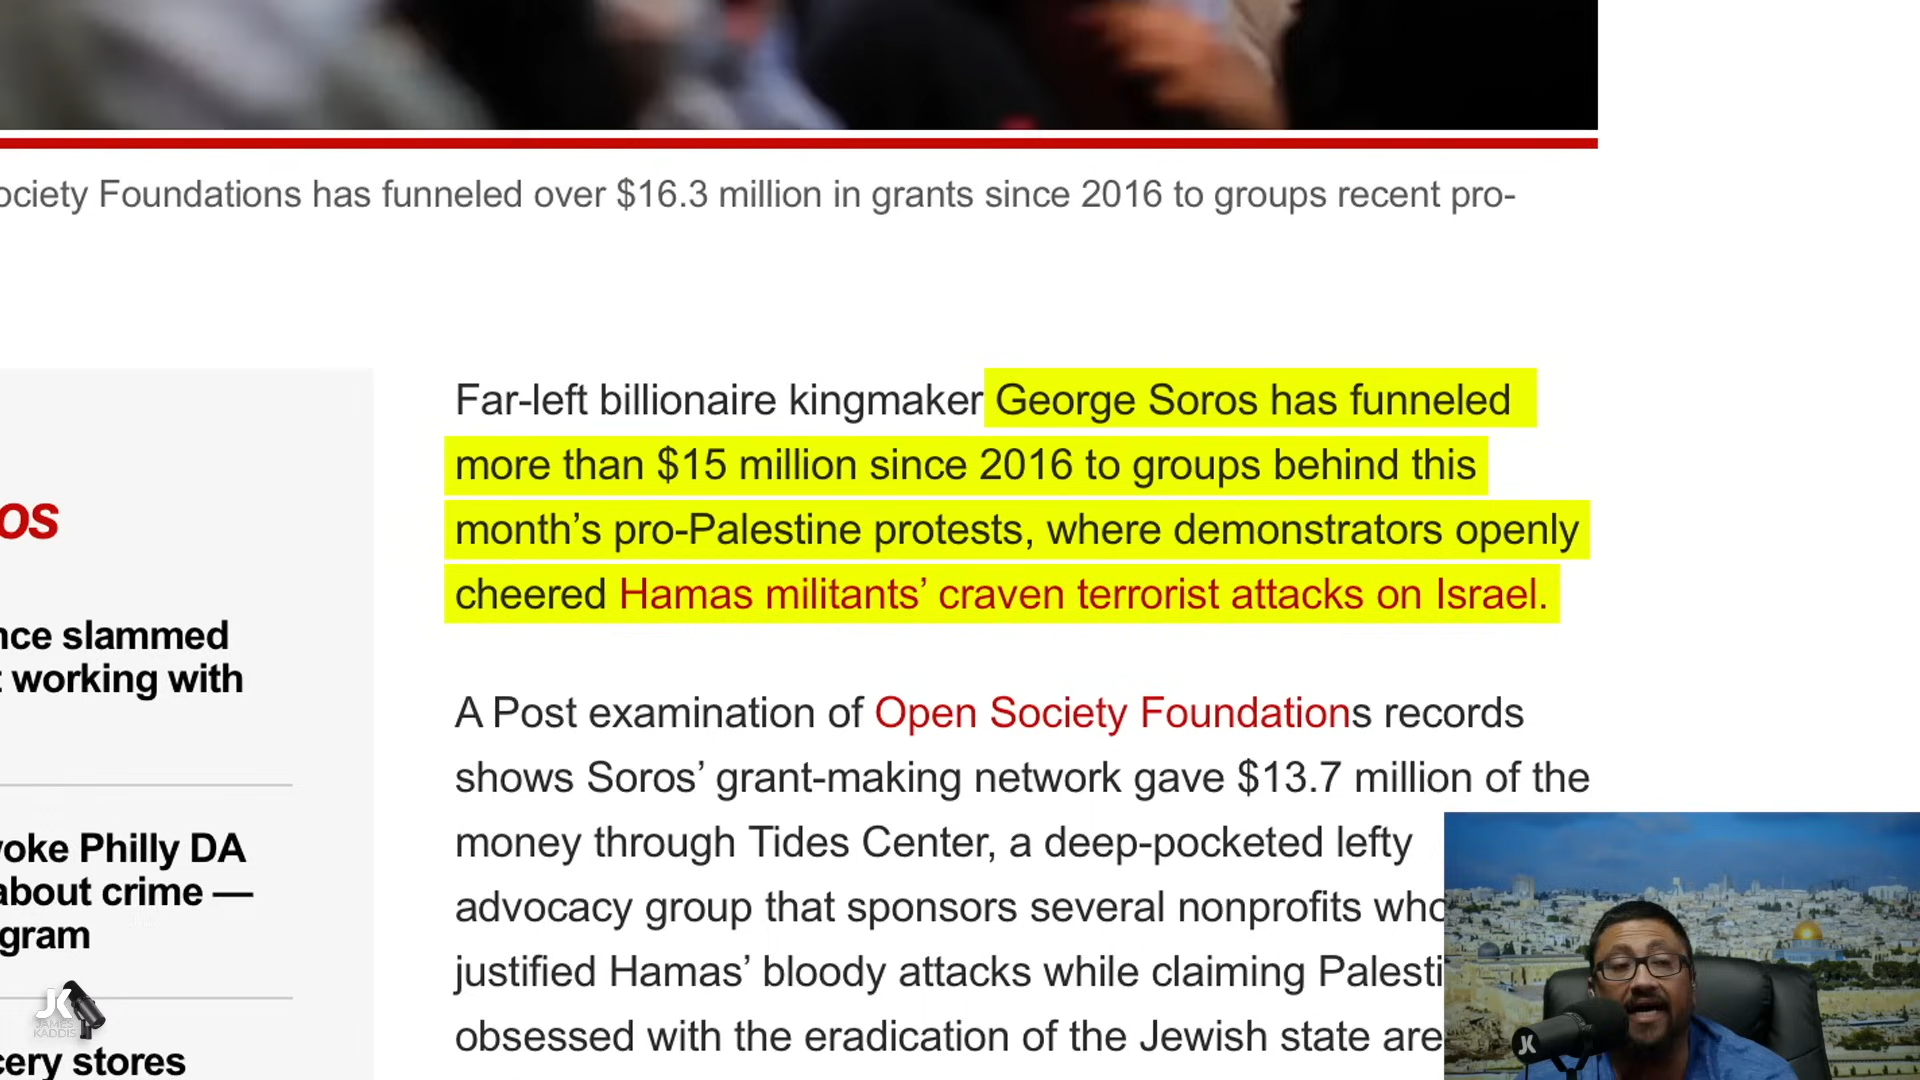 ociety Foundations has funneled over $16.3 million in grants since 2016 to groups recent pro-
Far-left billionaire kingmaker George Soros has funneled
more than $15 million since 2016 to groups behind this
month’s pro-Palestine protests, where demonstrators openly
cheered Hamas militants’ craven terrorist attacks on Israel.
A Post examination of Open Society Foundations records
shows Soros’ grant-making network gave $13.7 million of the
money through Tides Center, a deep-pocketed lefty
advocacy group that sponsors several nonprofits who
justified Hamas’ bloody attacks while claiming Palesti
obsessed with the eradication of the Jewish state are
os
nce slammed
t working with
voke Philly DA
about crime —
gram
cery stores
JK
JAMES
KADDIS
JK